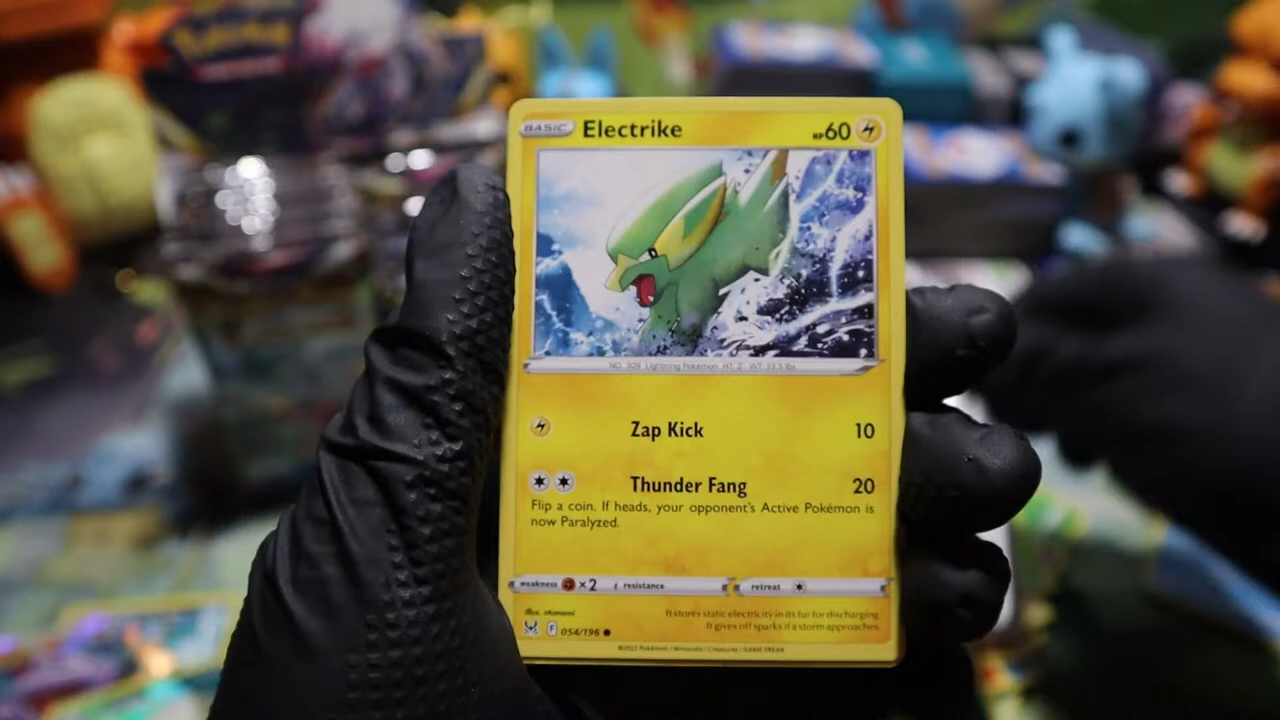 Pokémon
BASIC Electrike HP60
NO. 309 Lightning Pokémon HT: 2' WT: 33.5 lbs.
Zap Kick 10
Thunder Fang 20
Flip a coin. If heads, your opponent's Active Pokémon is
now Paralyzed.
weakness ×2 resistance retreat
illus. otumami
It stores static electricity in its fur for discharging.
It gives off sparks if a storm approaches.
F 054/196
©2022 Pokémon / Nintendo / Creatures / GAME FREAK